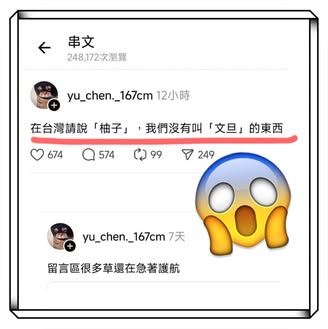 串文
248,172次瀏覽
yu_chen._167cm 12小時
在台灣請說「柚子」，我們沒有叫「文旦」的東西
674 574 99 249
yu_chen._167cm 7天
留言區很多草還在急著護航